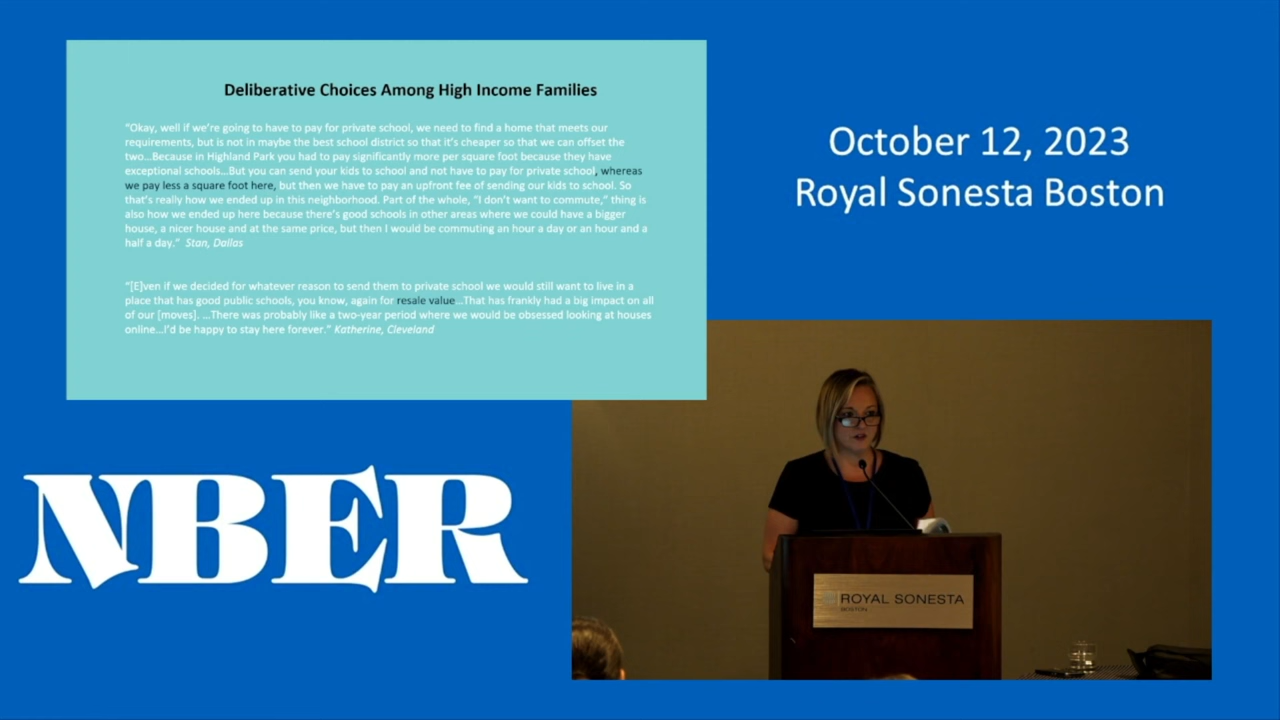 Deliberative Choices Among High Income Families
“Okay, well if we’re going to have to pay for private school, we need to find a home that meets our
requirements, but is not in maybe the best school district so that it’s cheaper so that we can offset the
two…Because in Highland Park you had to pay significantly more per square foot because they have
exceptional schools…But you can send your kids to school and not have to pay for private school, whereas
we pay less a square foot here, but then we have to pay an upfront fee of sending our kids to school. So
that’s really how we ended up in this neighborhood. Part of the whole, “I don’t want to commute,” thing is
also how we ended up here because there’s good schools in other areas where we could have a bigger
house, a nicer house and at the same price, but then I would be commuting an hour a day or an hour and a
half a day.” Stan, Dallas
“[E]ven if we decided for whatever reason to send them to private school we would still want to live in a
place that has good public schools, you know, again for resale value…That has frankly had a big impact on all
of our [moves]. …There was probably like a two-year period where we would be obsessed looking at houses
online…I’d be happy to stay here forever.” Katherine, Cleveland
October 12, 2023
Royal Sonesta Boston
NBER
ROYAL SONESTA
BOSTON